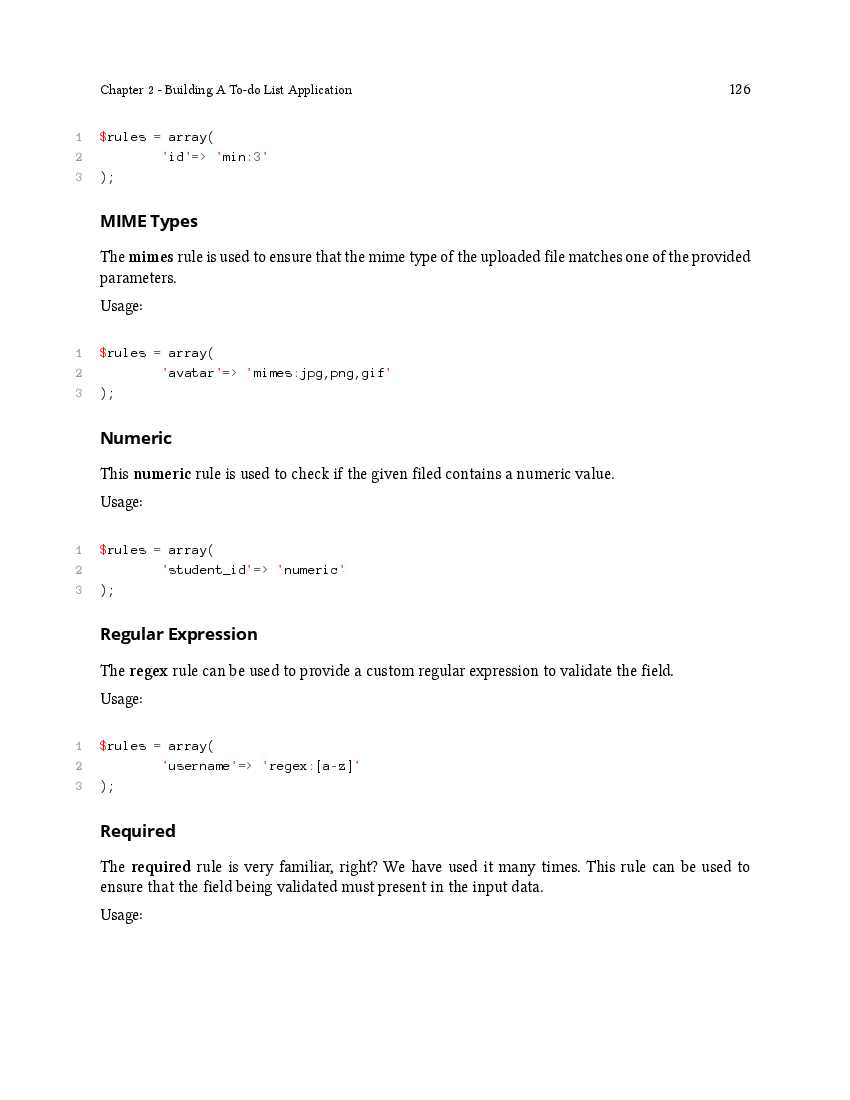 Chapter 2 - Building A To-do List Application 126
1 $rules = array(
2 'id'=> 'min:3'
3 );
MIME Types
The mimes rule is used to ensure that the mime type of the uploaded file matches one of the provided
parameters.
Usage:
1 $rules = array(
2 'avatar'=> 'mimes:jpg,png,gif'
3 );
Numeric
This numeric rule is used to check if the given filed contains a numeric value.
Usage:
1 $rules = array(
2 'student_id'=> 'numeric'
3 );
Regular Expression
The regex rule can be used to provide a custom regular expression to validate the field.
Usage:
1 $rules = array(
2 'username'=> 'regex:[a-z]'
3 );
Required
The required rule is very familiar, right? We have used it many times. This rule can be used to
ensure that the field being validated must present in the input data.
Usage: